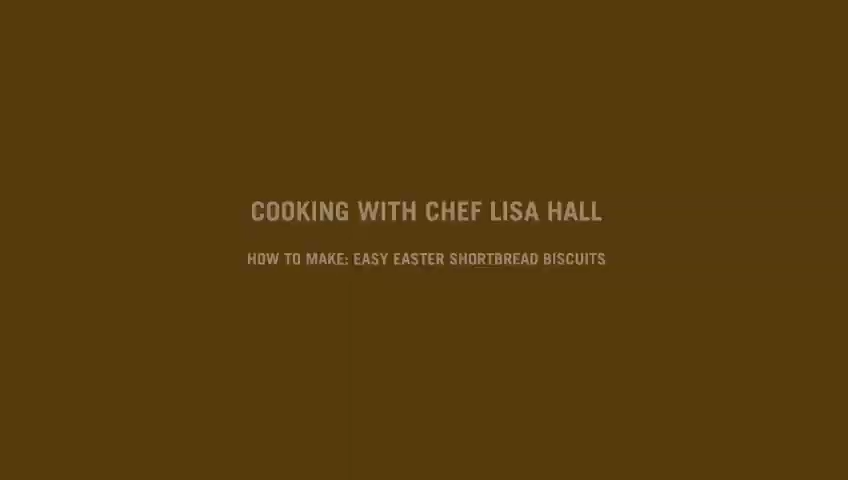 COOKING WITH CHEF LISA HALL
HOW TO MAKE: EASY EASTER SHORTBREAD BISCUITS